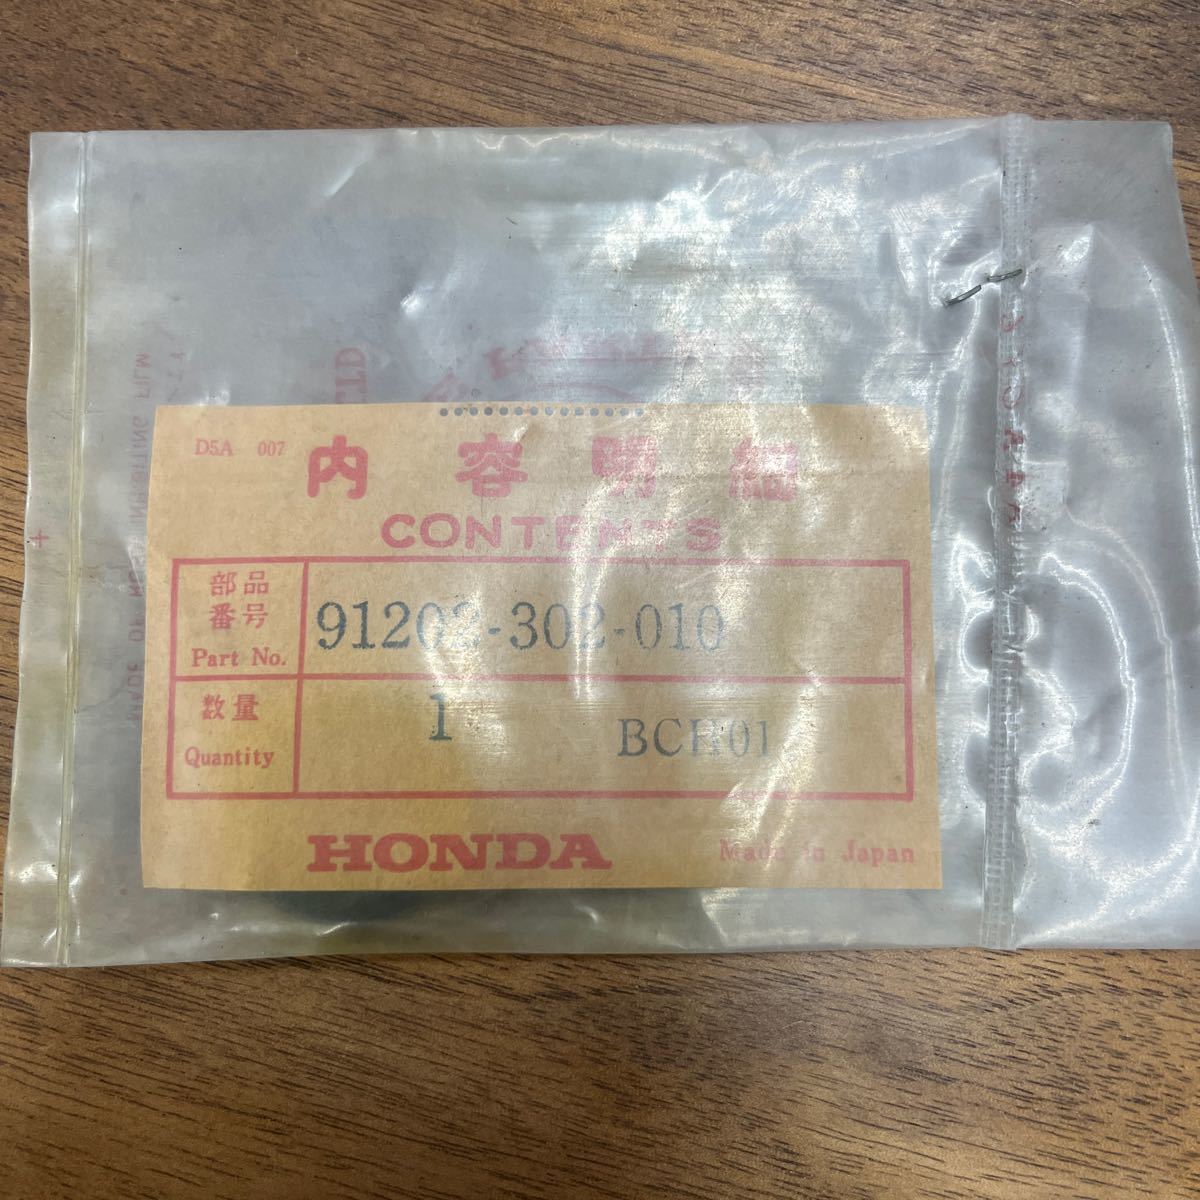 D5A 007
内容明細
CONTENTS
部品
番号
Part No.
91202-302-010
数量
Quantity
1
BCH01
HONDA
Made in Japan